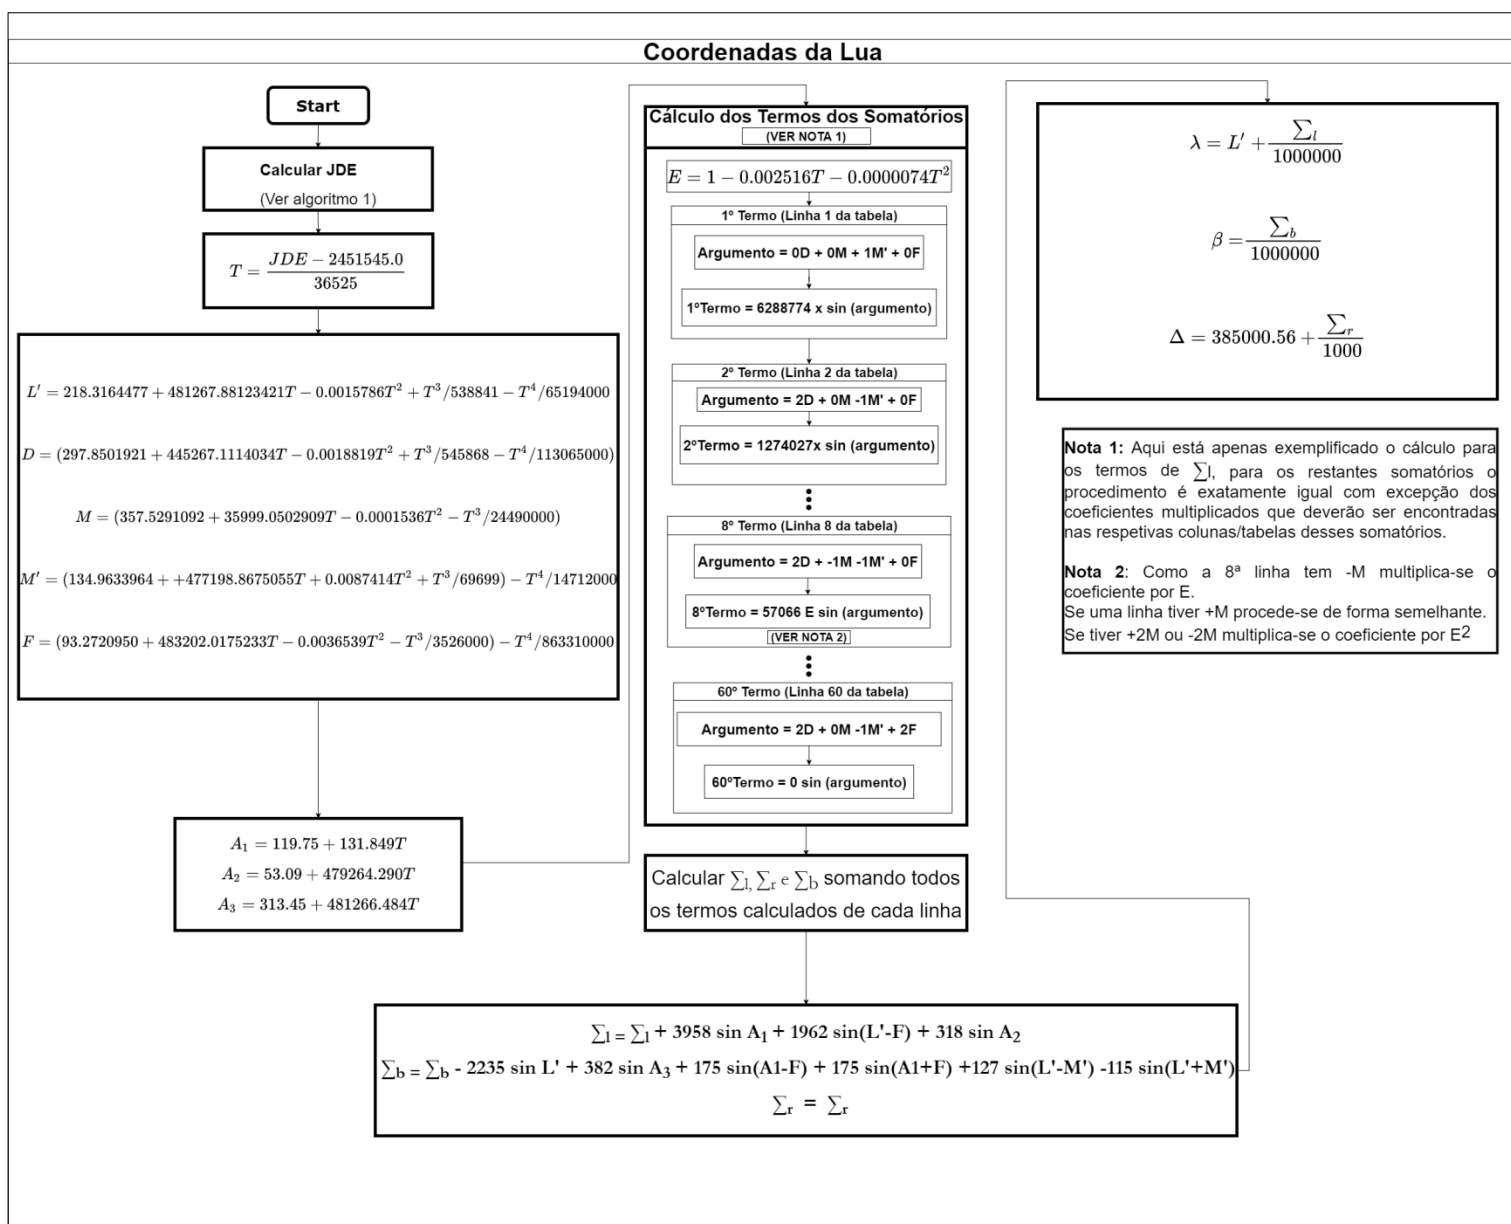 Coordenadas da Lua
Start
Calcular JDE
(Ver algoritmo 1)
T = \frac{JDE − 2451545.0}{36525}
L′ = 218.3164477 + 481267.88123421T − 0.0015786T² + T³/538841 − T⁴/65194000
D = (297.8501921 + 445267.1114034T − 0.0018819T² + T³/545868 − T⁴/113065000)
M = (357.5291092 + 35999.0502909T − 0.0001536T² − T³/24490000)
M′ = (134.9633964 + +477198.8675055T + 0.0087414T² + T³/69699) − T⁴/14712000
F = (93.2720950 + 483202.0175233T − 0.0036539T² − T³/3526000) − T⁴/863310000
A₁ = 119.75 + 131.849T
A₂ = 53.09 + 479264.290T
A₃ = 313.45 + 481266.484T
Cálculo dos Termos dos Somatórios
(VER NOTA 1)
E = 1 − 0.002516T − 0.0000074T²
1º Termo (Linha 1 da tabela)
Argumento = 0D + 0M + 1M' + 0F
1ºTermo = 6288774 x sin (argumento)
2º Termo (Linha 2 da tabela)
Argumento = 2D + 0M -1M' + 0F
2ºTermo = 1274027x sin (argumento)
8º Termo (Linha 8 da tabela)
Argumento = 2D + -1M -1M' + 0F
8ºTermo = 57066 E sin (argumento)
(VER NOTA 2)
60º Termo (Linha 60 da tabela)
Argumento = 2D + 0M -1M' + 2F
60ºTermo = 0 sin (argumento)
Calcular ∑l, ∑r e ∑b somando todos
os termos calculados de cada linha
∑l = ∑l + 3958 sin A₁ + 1962 sin(L'-F) + 318 sin A₂
∑b = ∑b - 2235 sin L' + 382 sin A₃ + 175 sin(A1-F) + 175 sin(A1+F) +127 sin(L'-M') -115 sin(L'+M')
∑r = ∑r
λ = L′ + \frac{∑l}{1000000}
β = \frac{∑b}{1000000}
Δ = 385000.56 + \frac{∑r}{1000}
Nota 1: Aqui está apenas exemplificado o cálculo para
os termos de ∑l, para os restantes somatórios o
procedimento é exatamente igual com excepção dos
coeficientes multiplicados que deverão ser encontradas
nas respetivas colunas/tabelas desses somatórios.
Nota 2: Como a 8ª linha tem -M multiplica-se o
coeficiente por E.
Se uma linha tiver +M procede-se de forma semelhante.
Se tiver +2M ou -2M multiplica-se o coeficiente por E²